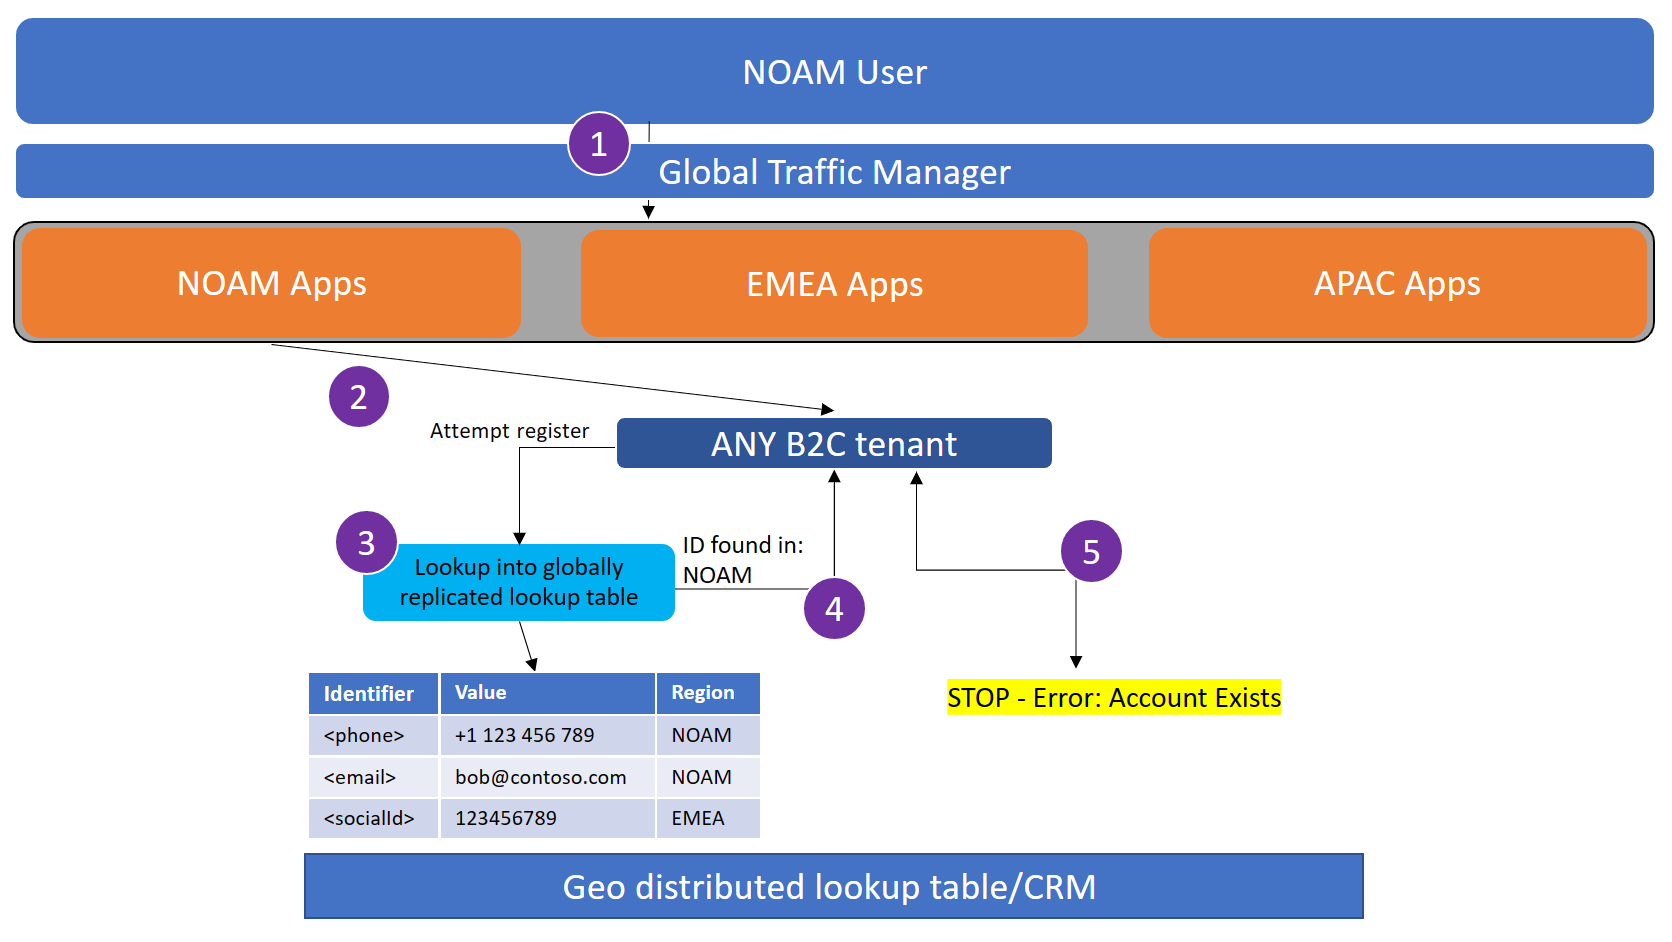 NOAM User
1
Global Traffic Manager
NOAM Apps
EMEA Apps
APAC Apps
2
Attempt register
ANY B2C tenant
3
Lookup into globally
replicated lookup table
ID found in:
NOAM
4
5
Identifier Value Region
<phone> +1 123 456 789 NOAM
<email> bob@contoso.com NOAM
<socialId> 123456789 EMEA
STOP - Error: Account Exists
Geo distributed lookup table/CRM